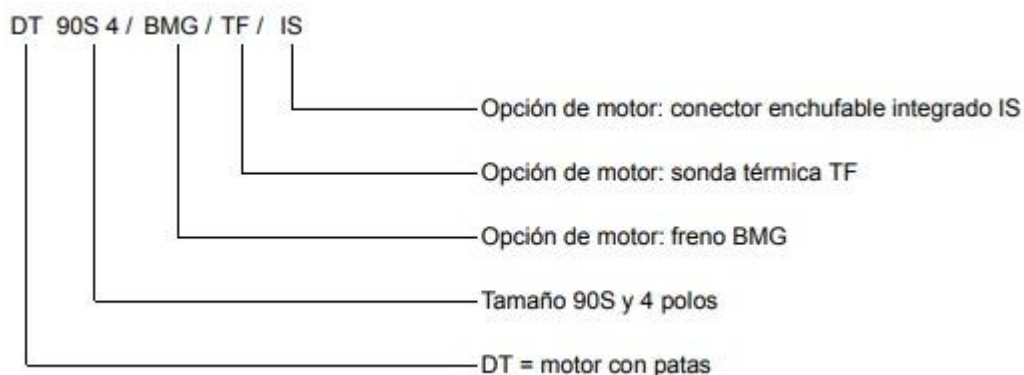 DT 90S 4 / BMG / TF / IS
Opción de motor: conector enchufable integrado IS
Opción de motor: sonda térmica TF
Opción de motor: freno BMG
Tamaño 90S y 4 polos
DT = motor con patas